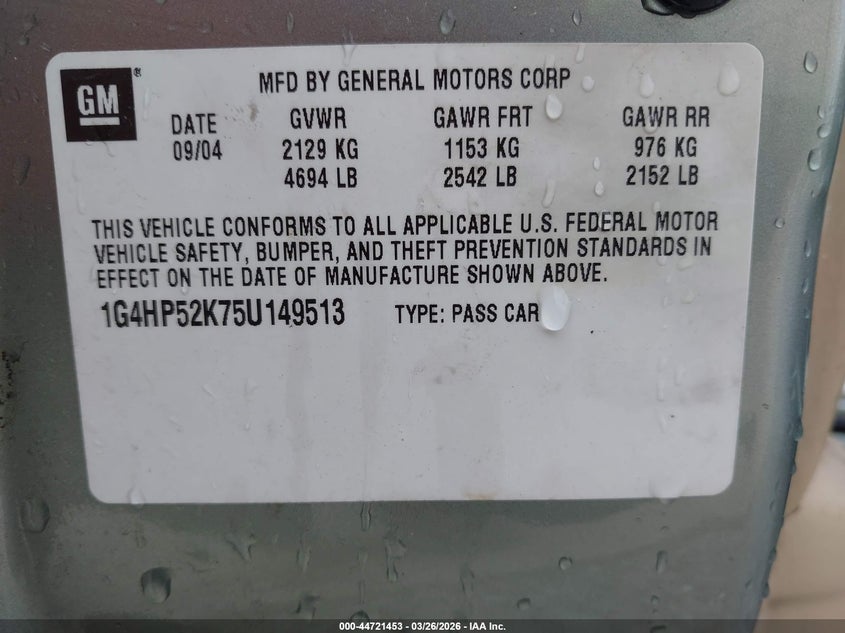 GM®
MFD BY GENERAL MOTORS CORP
DATE GVWR GAWR FRT GAWR RR
09/04 2129 KG 1153 KG 976 KG
4694 LB 2542 LB 2152 LB
THIS VEHICLE CONFORMS TO ALL APPLICABLE U.S. FEDERAL MOTOR
VEHICLE SAFETY, BUMPER, AND THEFT PREVENTION STANDARDS IN
EFFECT ON THE DATE OF MANUFACTURE SHOWN ABOVE.
1G4HP52K75U149513 TYPE: PASS CAR
000-44721453 - 03/26/2026 - IAA Inc.